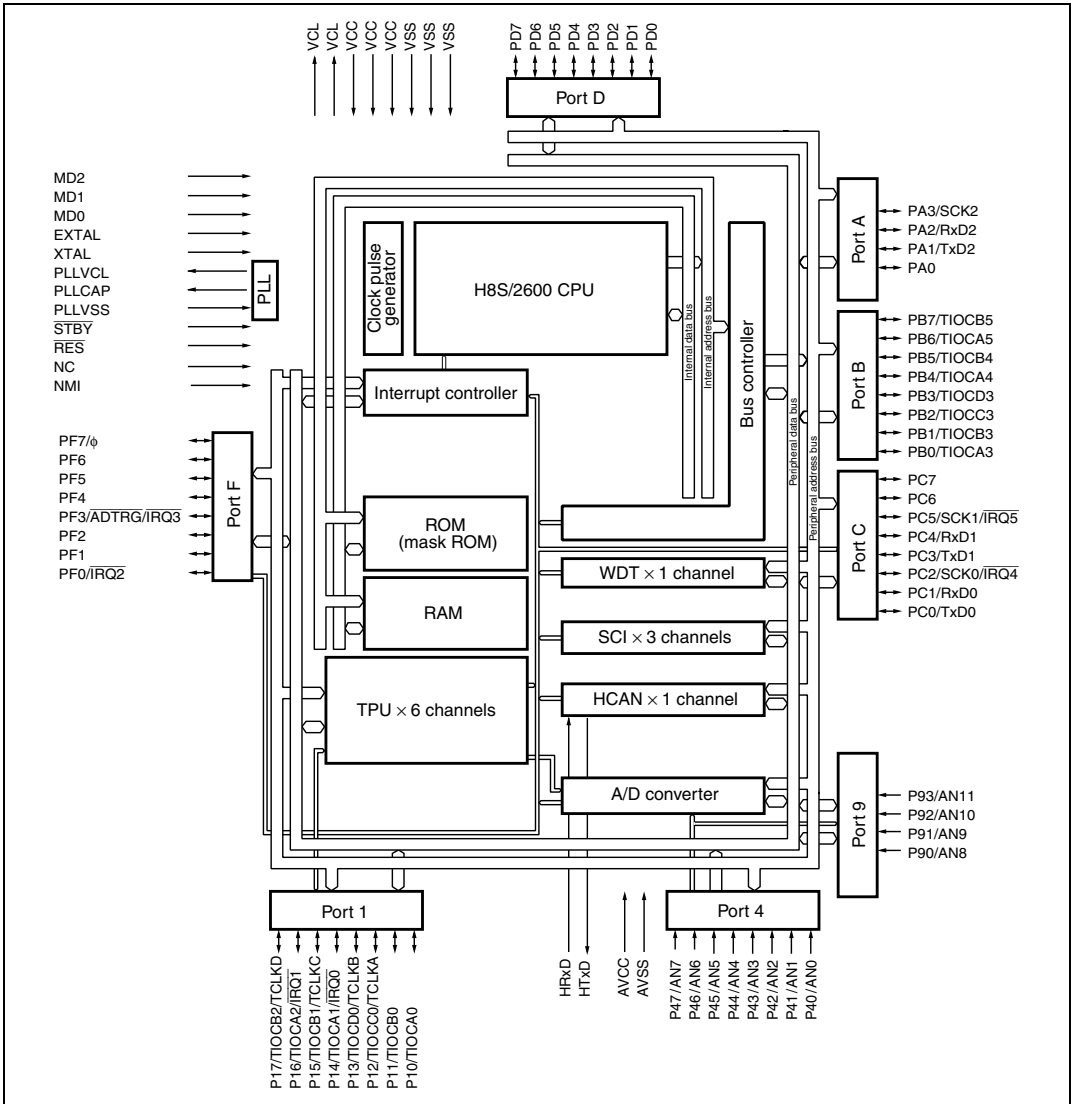 VCL
VCL
VCC
VCC
VCC
VSS
VSS
VSS
PD7
PD6
PD5
PD4
PD3
PD2
PD1
PD0
Port D
MD2
MD1
MD0
EXTAL
XTAL
PLLVCL
PLLCAP
PLLVSS
STBY
RES
NC
NMI
PLL
Clock pulse
generator
H8S/2600 CPU
Internal data bus
Internal address bus
Bus controller
Interrupt controller
Port A
PA3/SCK2
PA2/RxD2
PA1/TxD2
PA0
Port B
PB7/TIOCB5
PB6/TIOCA5
PB5/TIOCB4
PB4/TIOCA4
PB3/TIOCD3
PB2/TIOCC3
PB1/TIOCB3
PB0/TIOCA3
Peripheral data bus
Peripheral address bus
PF7/ϕ
PF6
PF5
PF4
PF3/ADTRG/IRQ3
PF2
PF1
PF0/IRQ2
Port F
ROM
(mask ROM)
RAM
TPU × 6 channels
WDT × 1 channel
SCI × 3 channels
HCAN × 1 channel
A/D converter
Port C
PC7
PC6
PC5/SCK1/IRQ5
PC4/RxD1
PC3/TxD1
PC2/SCK0/IRQ4
PC1/RxD0
PC0/TxD0
Port 9
P93/AN11
P92/AN10
P91/AN9
P90/AN8
Port 1
P17/TIOCB2/TCLKD
P16/TIOCA2/IRQ1
P15/TIOCB1/TCLKC
P14/TIOCA1/IRQ0
P13/TIOCD0/TCLKB
P12/TIOCC0/TCLKA
P11/TIOCB0
P10/TIOCA0
HRxD
HTxD
AVCC
AVSS
Port 4
P47/AN7
P46/AN6
P45/AN5
P44/AN4
P43/AN3
P42/AN2
P41/AN1
P40/AN0